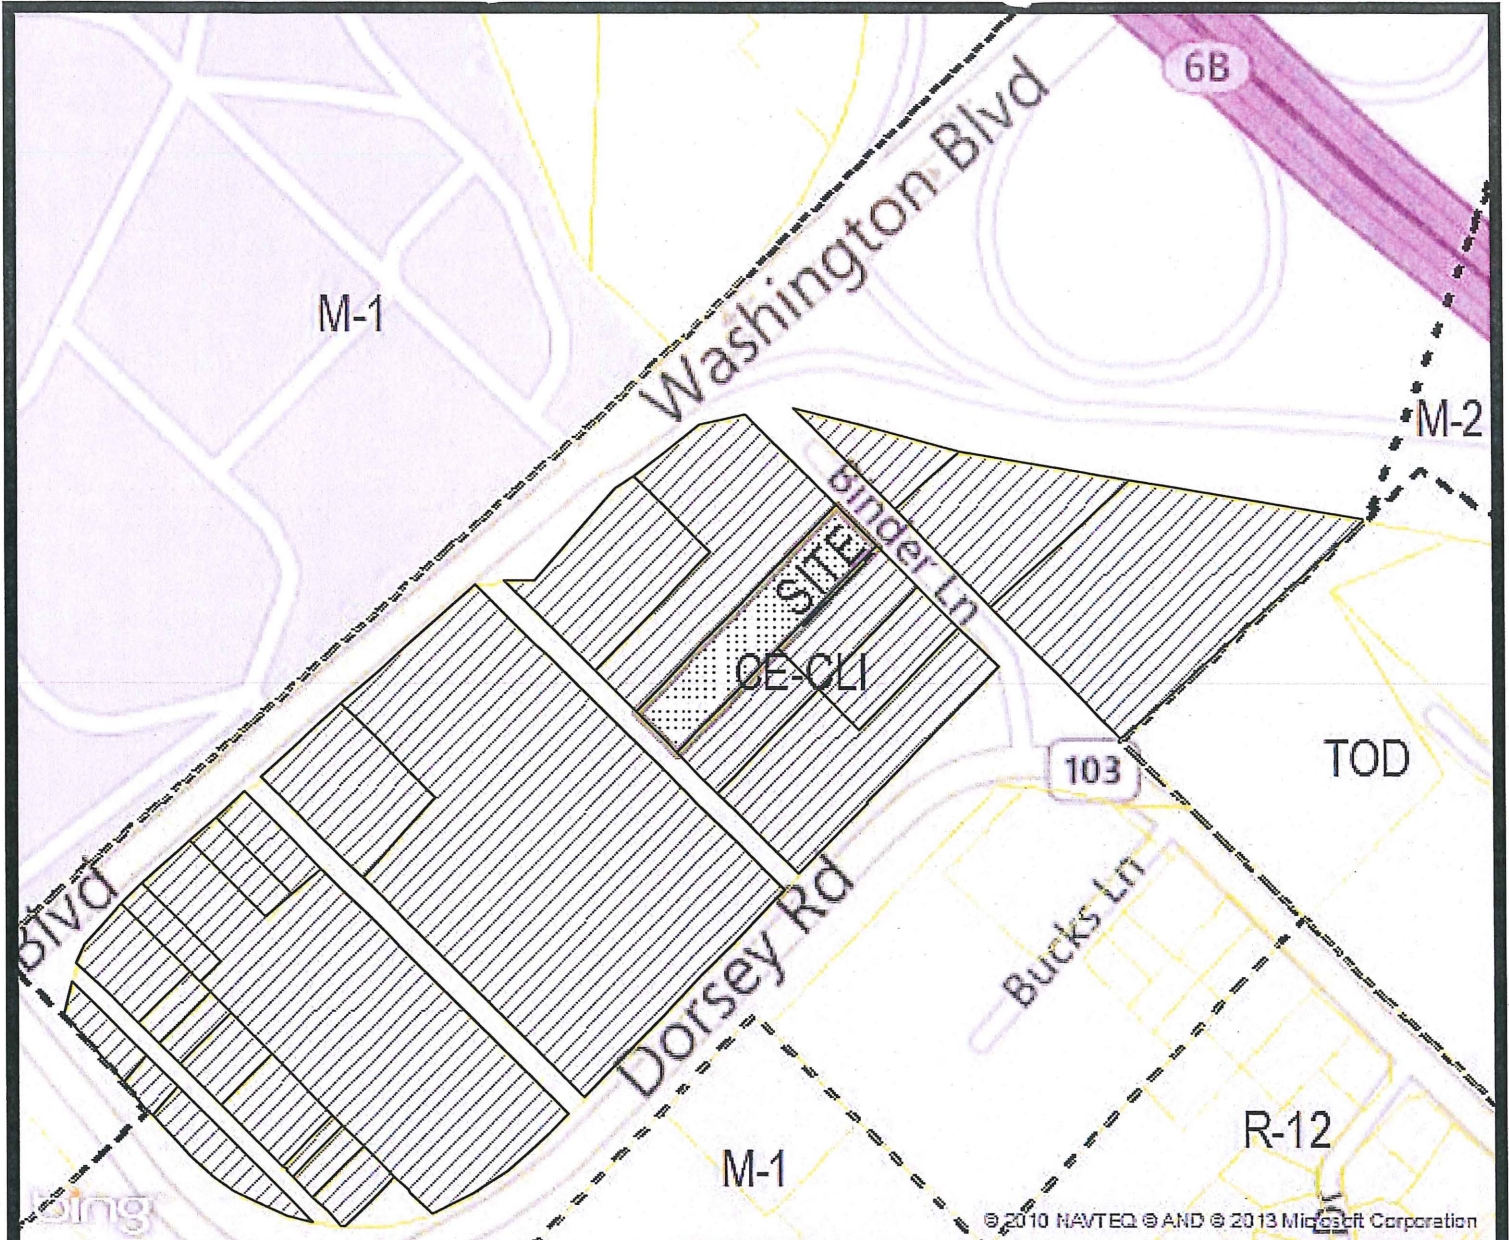 6B
Washington Blvd
M-1
M-2
Binder Ln
SITE
CE-CLI
TOD
103
Blvd
Dorsey Rd
Bucks Ln
R-12
M-1
bing
© 2010 NAVTEQ © AND © 2013 Microsoft Corporation